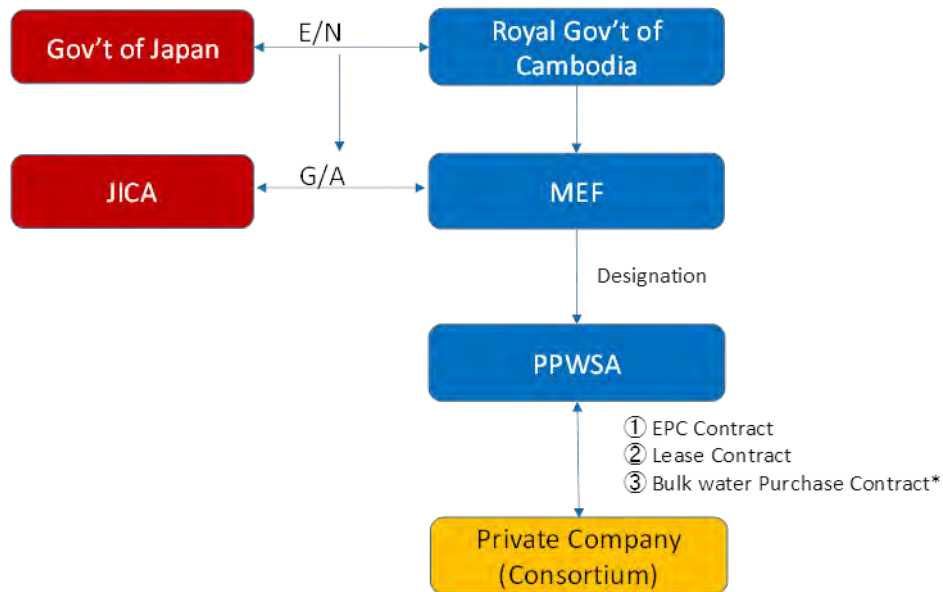 Gov’t of Japan
E/N
Royal Gov’t of
Cambodia
JICA
G/A
MEF
Designation
PPWSA
① EPC Contract
② Lease Contract
③ Bulk water Purchase Contract*
Private Company
(Consortium)